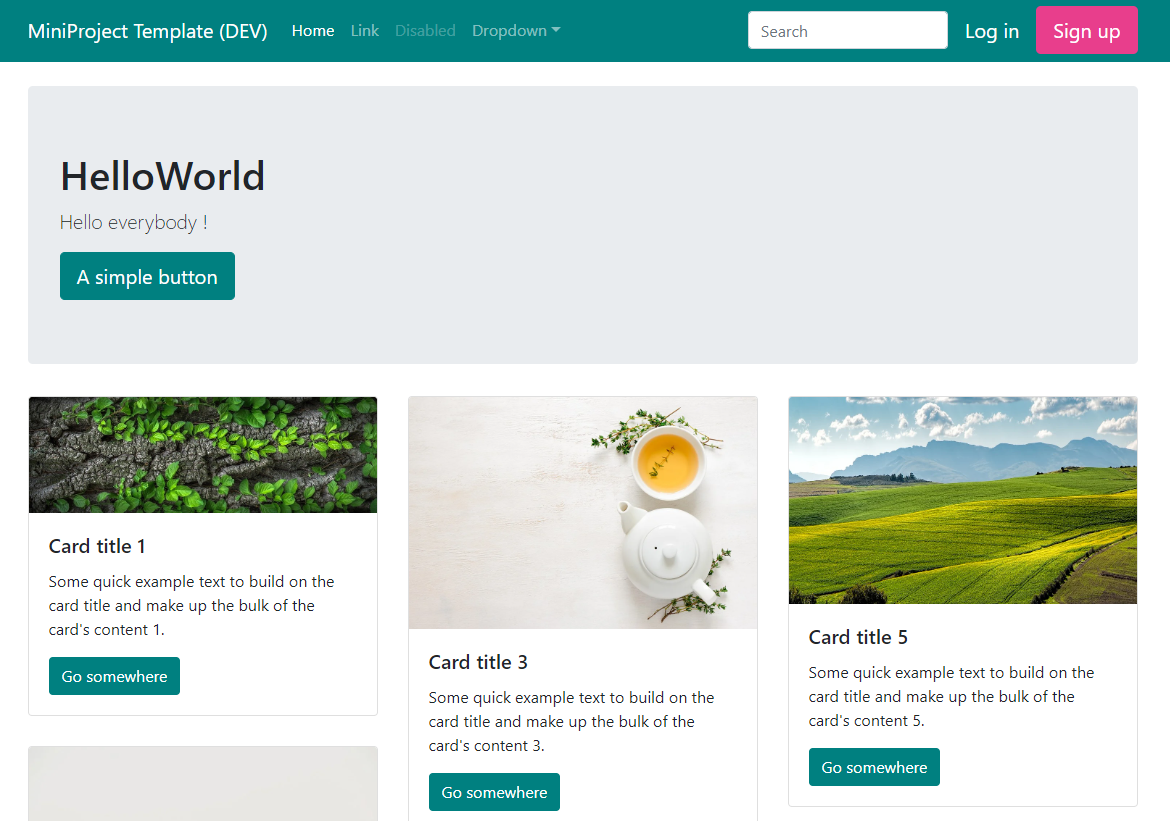 MiniProject Template (DEV) Home Link Disabled Dropdown Search Log in Sign up
HelloWorld
Hello everybody !
A simple button
Card title 1
Some quick example text to build on the
card title and make up the bulk of the
card's content 1.
Go somewhere
Card title 3
Some quick example text to build on the
card title and make up the bulk of the
card's content 3.
Go somewhere
Card title 5
Some quick example text to build on the
card title and make up the bulk of the
card's content 5.
Go somewhere